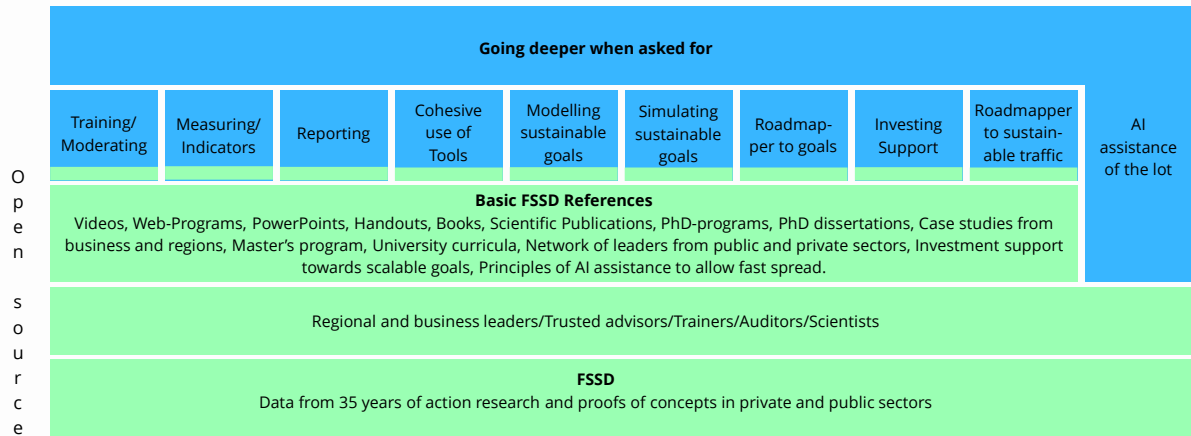 Going deeper when asked for
Training/
Moderating
Measuring/
Indicators
Reporting
Cohesive
use of
Tools
Modelling
sustainable
goals
Simulating
sustainable
goals
Roadmap-
per to goals
Investing
Support
Roadmapper
to sustain-
able traffic
AI
assistance
of the lot
Basic FSSD References
Videos, Web-Programs, PowerPoints, Handouts, Books, Scientific Publications, PhD-programs, PhD dissertations, Case studies from
business and regions, Master’s program, University curricula, Network of leaders from public and private sectors, Investment support
towards scalable goals, Principles of AI assistance to allow fast spread.
Regional and business leaders/Trusted advisors/Trainers/Auditors/Scientists
FSSD
Data from 35 years of action research and proofs of concepts in private and public sectors
Open source